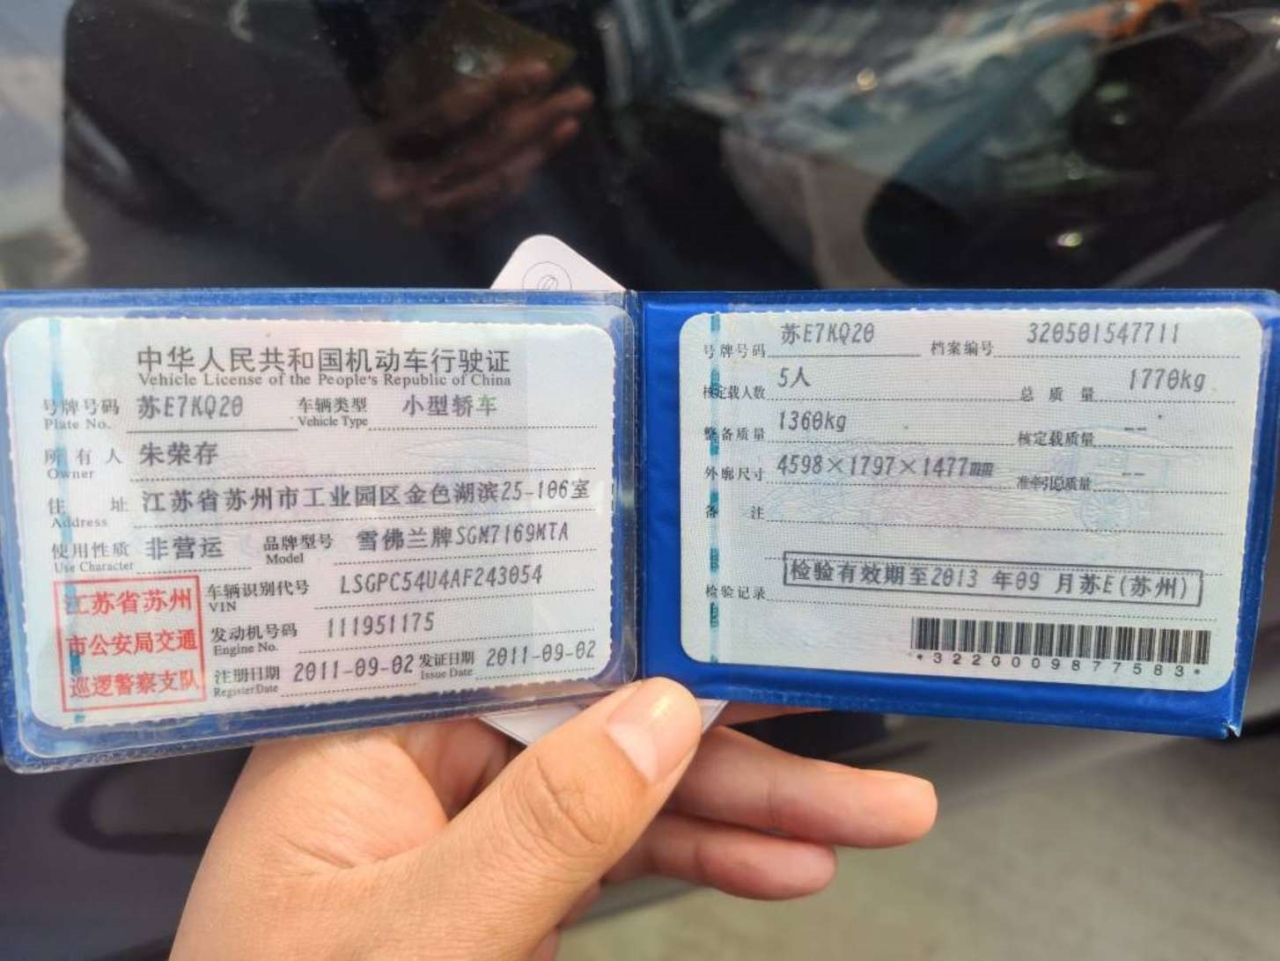 中华人民共和国机动车行驶证
Vehicle License of the People's Republic of China
号牌号码 苏E7KQ20 车辆类型 小型轿车
Plate No. Vehicle Type
所有人 朱荣存
Owner
住址 江苏省苏州市工业园区金色湖滨25-106室
Address
使用性质 非营运 品牌型号 雪佛兰牌SGM7169MTA
Use Character Model
江苏省苏州
市公安局交通
巡逻警察支队
车辆识别代号 LSGPC54U4AF243054
VIN
发动机号码 111951175
Engine No.
注册日期 2011-09-02 发证日期 2011-09-02
Register Date Issue Date
号牌号码 苏E7KQ20 档案编号 320501547711
核定载人数 5人 总质量 1770kg
整备质量 1360kg 核定载质量 --
外廓尺寸 4598×1797×1477mm 准牵引总质量 --
备注
检验记录 检验有效期至2013年09月苏E(苏州)
*3220009877583*